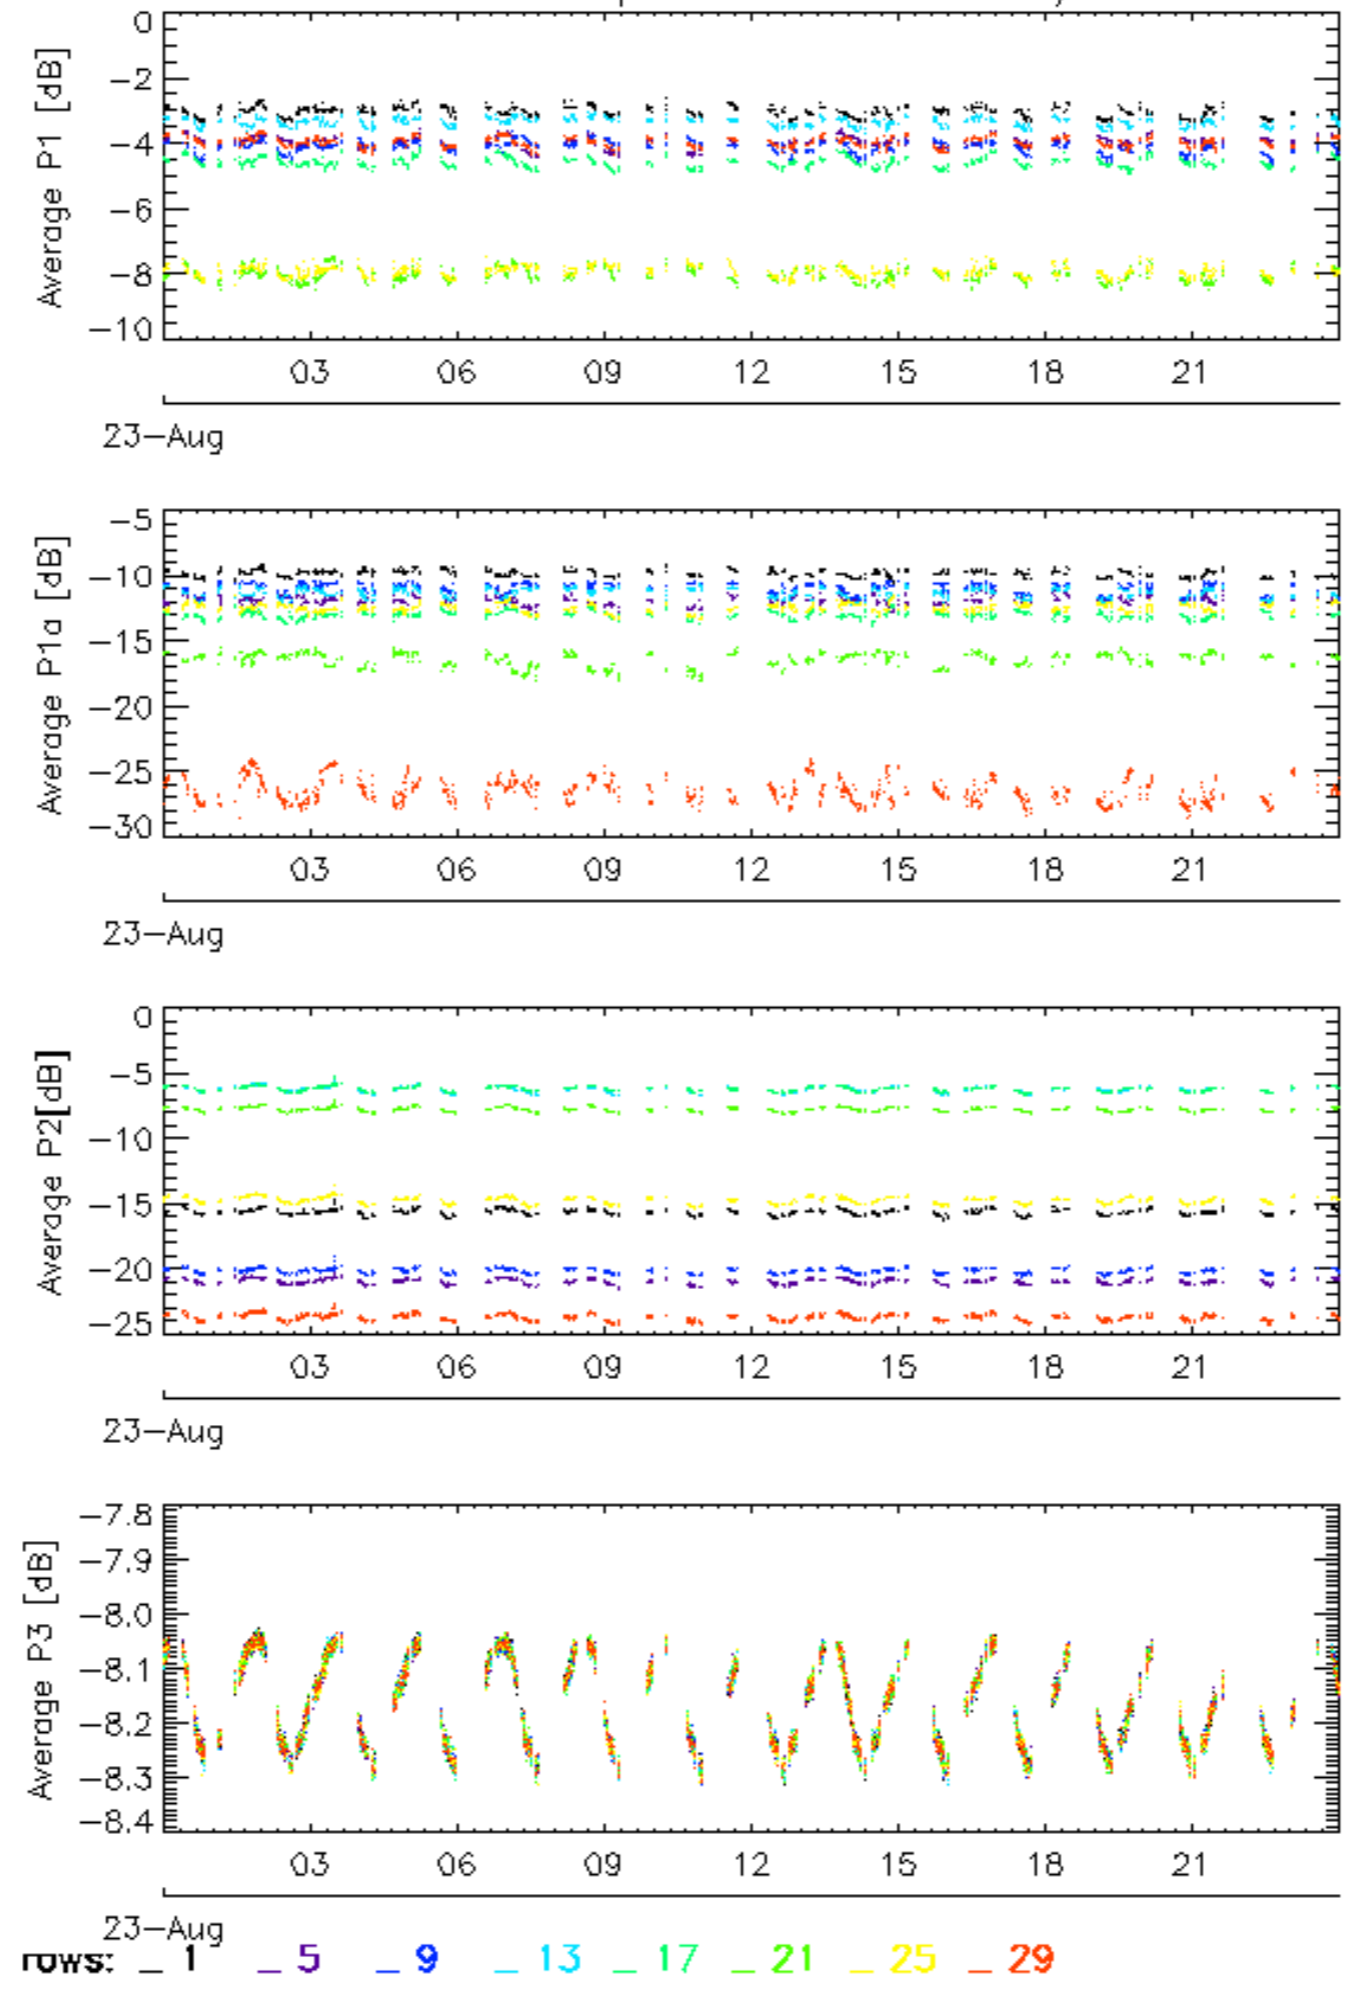 0
−2
−4
−6
−8
−10
Average P1 [dB]
03 06 09 12 15 18 21
23−Aug
−5
−10
−15
−20
−25
−30
Average P1a [dB]
03 06 09 12 15 18 21
23−Aug
0
−5
−10
−15
−20
−25
Average P2[dB]
03 06 09 12 15 18 21
23−Aug
−7.8
−7.9
−8.0
−8.1
−8.2
−8.3
−8.4
Average P3 [dB]
03 06 09 12 15 18 21
23−Aug
rows: _ 1 _ 5 _ 9 _ 13 _ 17 _ 21 _ 25 _ 29